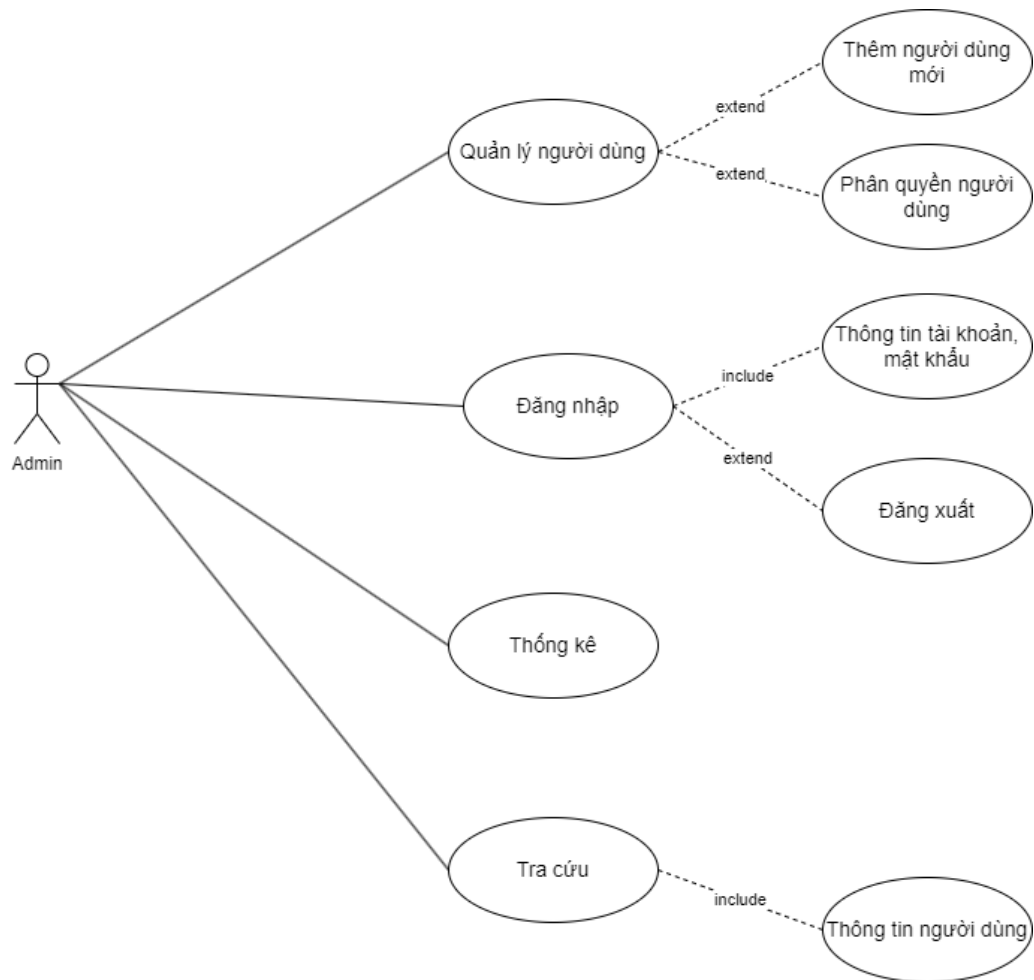 Thêm người dùng
mới
extend
Quản lý người dùng
extend
Phân quyền người
dùng
Thông tin tài khoản,
mật khẩu
include
Đăng nhập
extend
Admin
Đăng xuất
Thống kê
Tra cứu
include
Thông tin người dùng